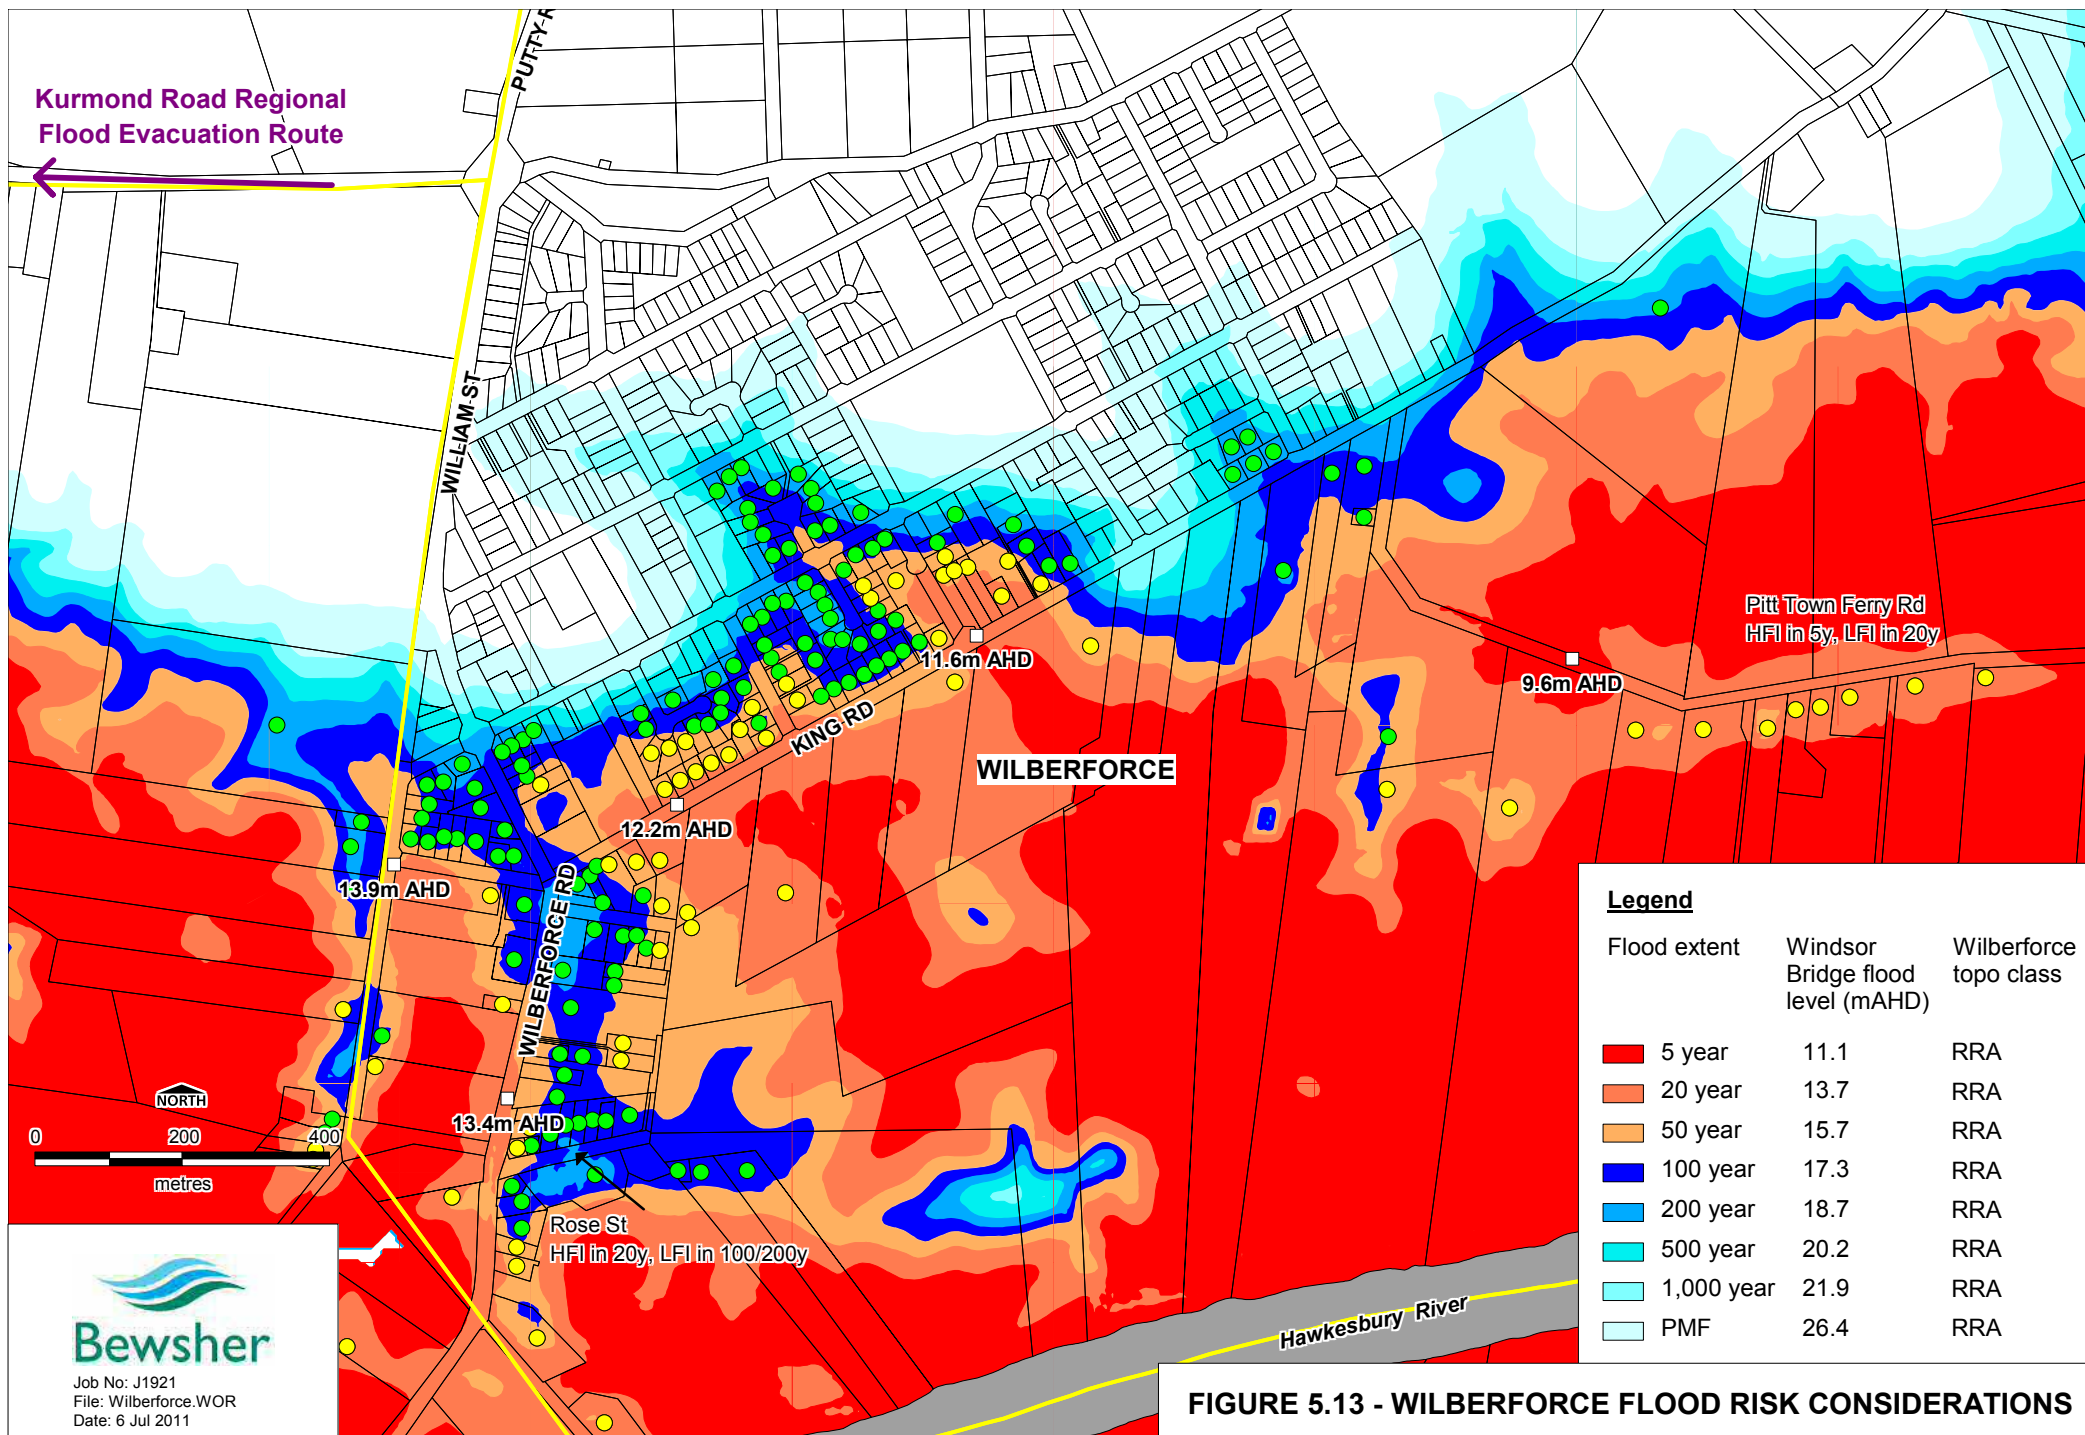 Kurmond Road Regional
Flood Evacuation Route
PUTTY R
WILLIAM ST
KING RD
11.6m AHD
Pitt Town Ferry Rd
HFI in 5y, LFI in 20y
9.6m AHD
WILBERFORCE
12.2m AHD
13.9m AHD
WILBERFORCE RD
13.4m AHD
NORTH
0 200 400
metres
Rose St
HFI in 20y, LFI in 100/200y
Hawkesbury River
Legend
Flood extent Windsor Bridge flood level (mAHD) Wilberforce topo class
5 year 11.1 RRA
20 year 13.7 RRA
50 year 15.7 RRA
100 year 17.3 RRA
200 year 18.7 RRA
500 year 20.2 RRA
1,000 year 21.9 RRA
PMF 26.4 RRA
Bewsher
Job No: J1921
File: Wilberforce.WOR
Date: 6 Jul 2011
FIGURE 5.13 - WILBERFORCE FLOOD RISK CONSIDERATIONS